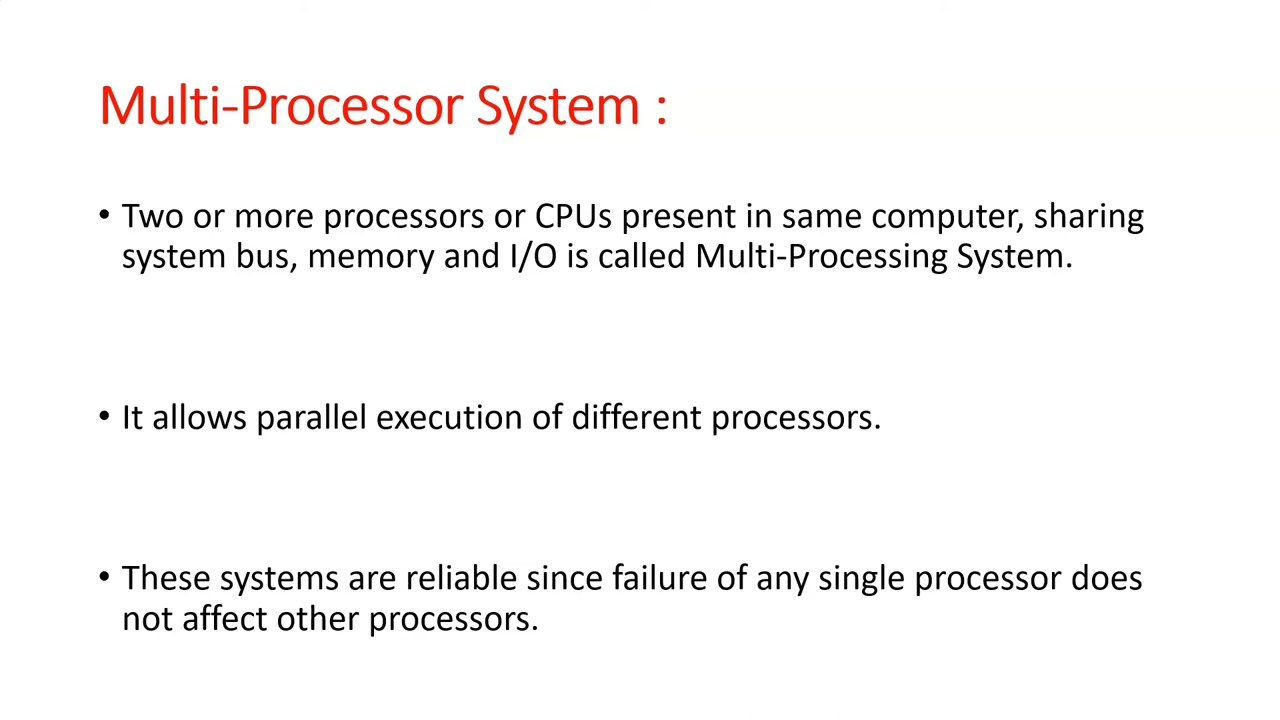 Multi-Processor System :
• Two or more processors or CPUs present in same computer, sharing
system bus, memory and I/O is called Multi-Processing System.
• It allows parallel execution of different processors.
• These systems are reliable since failure of any single processor does
not affect other processors.